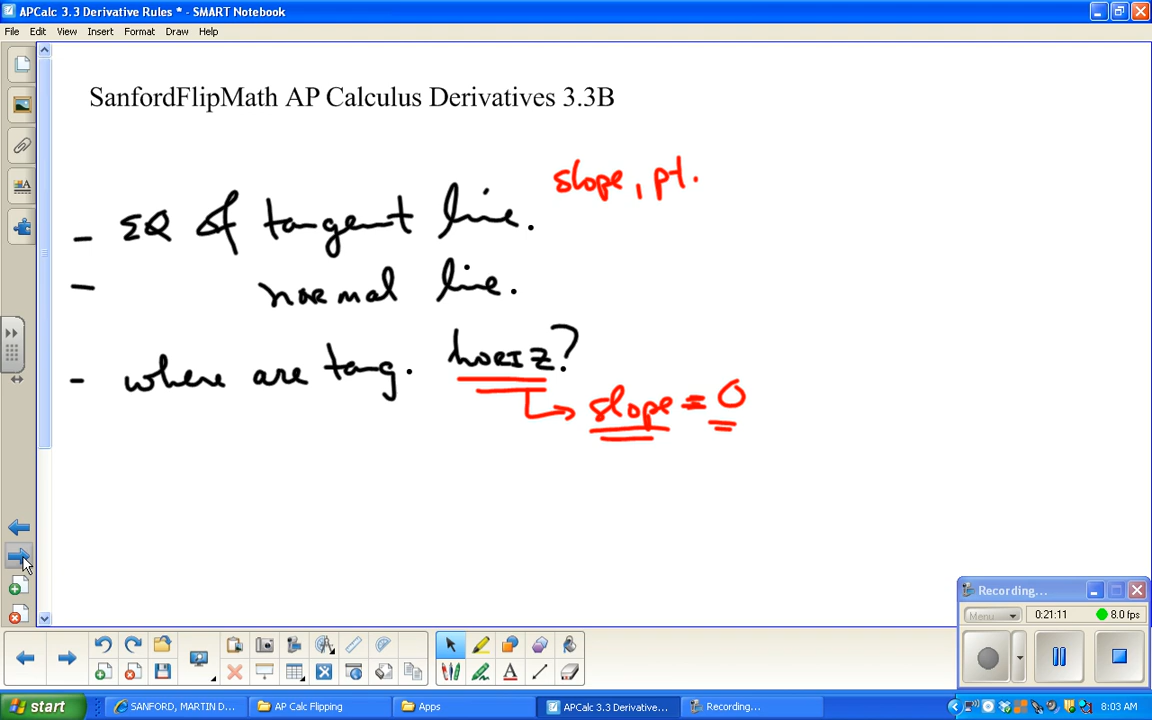 APCalc 3.3 Derivative Rules * - SMART Notebook
File Edit View Insert Format Draw Help
SanfordFlipMath AP Calculus Derivatives 3.3B
slope, pt.
- EQ of tangent line.
- normal line.
- where are tang. HORIZ?
slope = 0
Recording...
Menu 0:21:11 8.0 fps
start SANFORD, MARTIN D... AP Calc Flipping Apps APCalc 3.3 Derivative... Recording... 8:03 AM